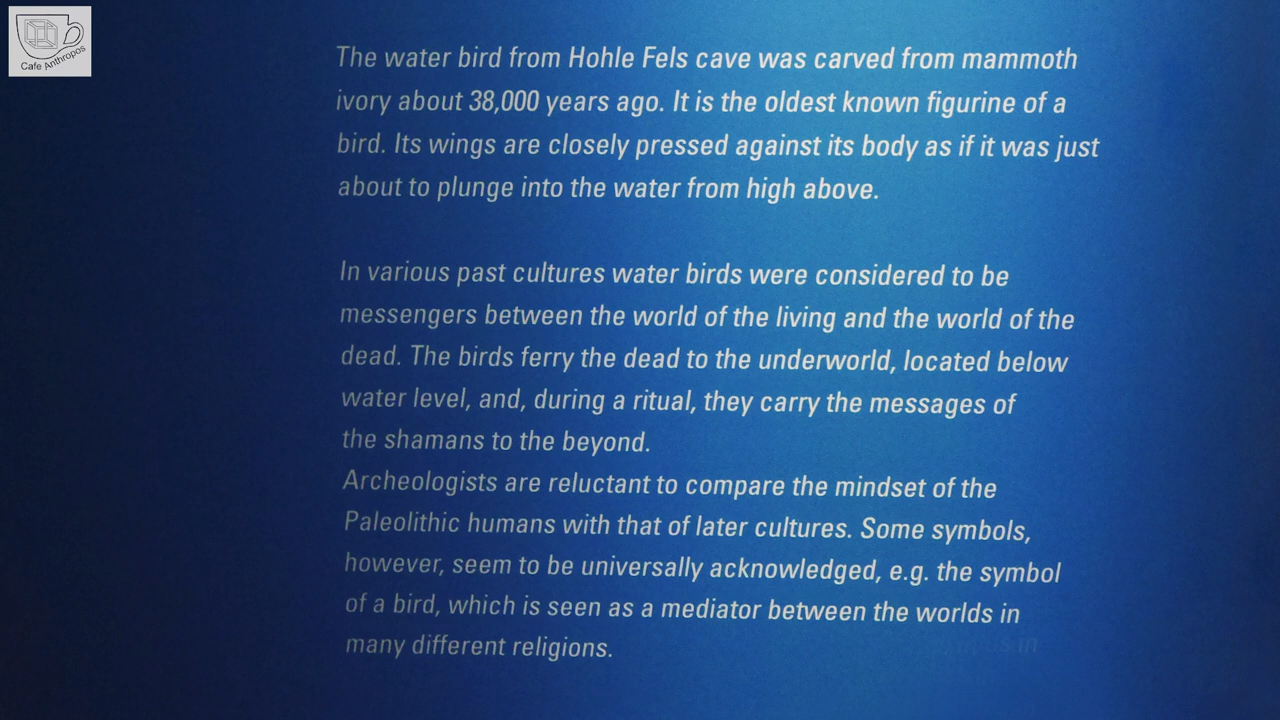 Cafe Anthropos
The water bird from Hohle Fels cave was carved from mammoth
ivory about 38,000 years ago. It is the oldest known figurine of a
bird. Its wings are closely pressed against its body as if it was just
about to plunge into the water from high above.
In various past cultures water birds were considered to be
messengers between the world of the living and the world of the
dead. The birds ferry the dead to the underworld, located below
water level, and, during a ritual, they carry the messages of
the shamans to the beyond.
Archeologists are reluctant to compare the mindset of the
Paleolithic humans with that of later cultures. Some symbols,
however, seem to be universally acknowledged, e.g. the symbol
of a bird, which is seen as a mediator between the worlds in
many different religions.